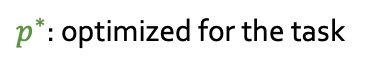 p*: optimized for the task